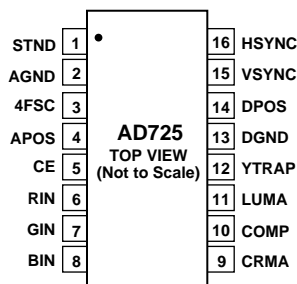 STND 1
AGND 2
4FSC 3
APOS 4
CE 5
RIN 6
GIN 7
BIN 8
AD725
TOP VIEW
(Not to Scale)
16 HSYNC
15 VSYNC
14 DPOS
13 DGND
12 YTRAP
11 LUMA
10 COMP
9 CRMA